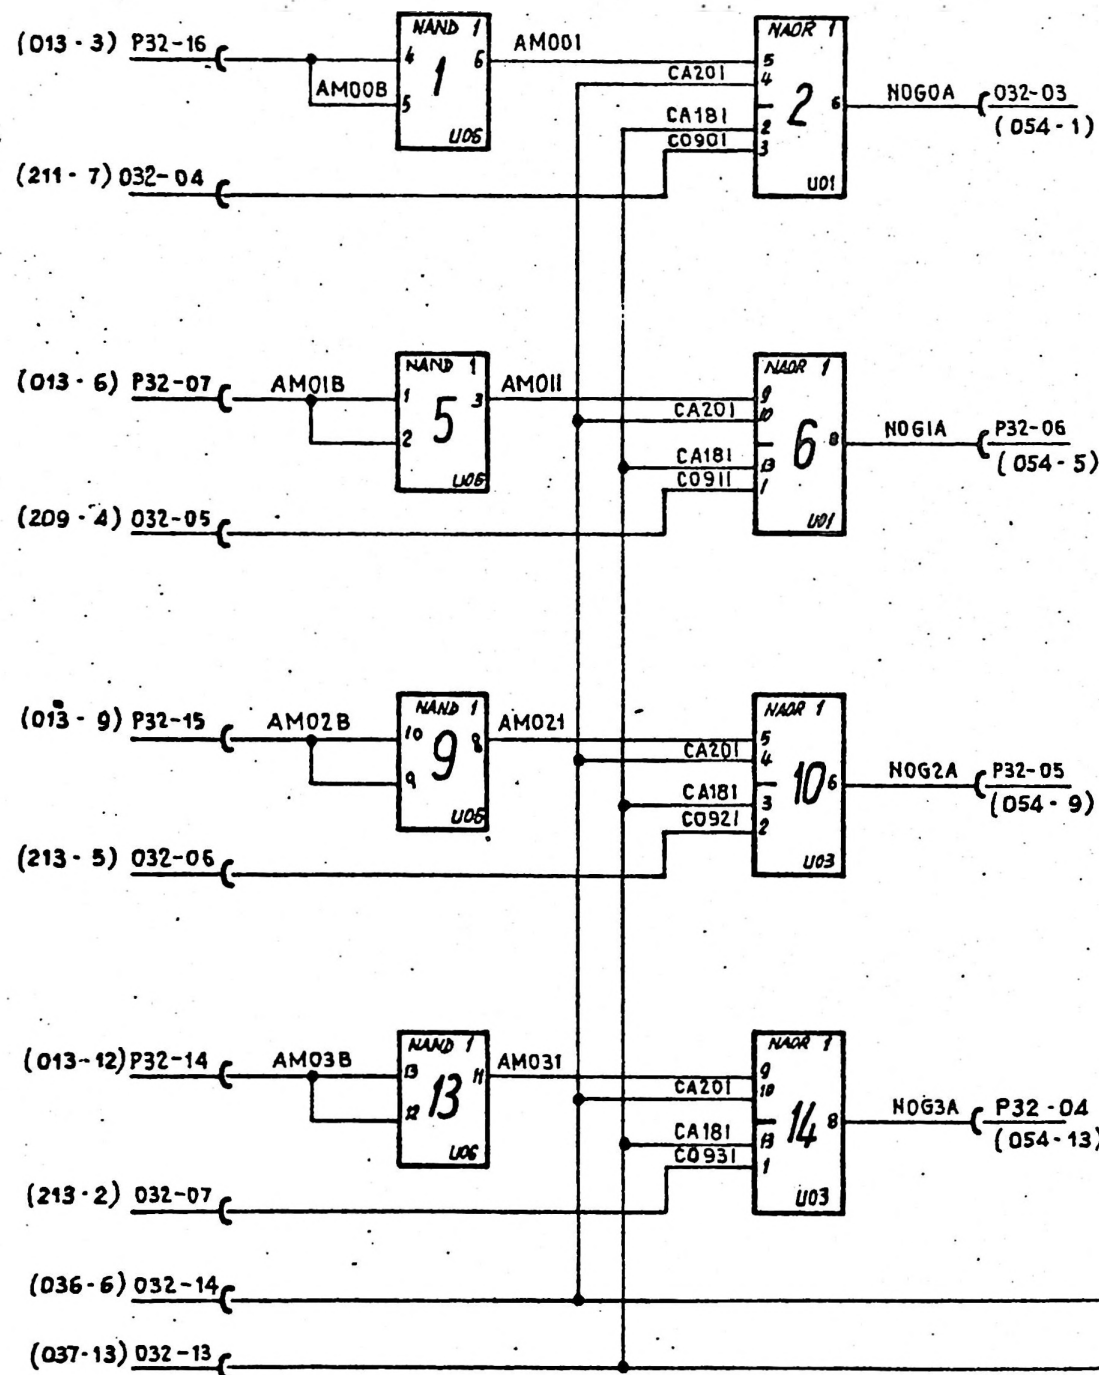 (013-3) P32-16
AM00B
NAND 1
4 6
1
5
U06
AM001
CA201
CA181
C0901
NAOR 1
5
4
2
2 6
3
U01
N0G0A
032-03
(054-1)
(211-7) 032-04
(013-6) P32-07
AM01B
NAND 1
1 3
5
2
U06
AM011
CA201
CA181
C0911
NAOR 1
9
10
6 8
13
1
U01
N0G1A
P32-06
(054-5)
(209-4) 032-05
(013-9) P32-15
AM02B
NAND 1
10 8
9
9
U06
AM021
CA201
CA181
C0921
NAOR 1
5
4
10 6
3
2
U03
N0G2A
P32-05
(054-9)
(213-5) 032-06
(013-12) P32-14
AM03B
NAND 1
13 11
13
12
U06
AM031
CA201
CA181
C0931
NAOR 1
9
10
14 8
13
1
U03
N0G3A
P32-04
(054-13)
(213-2) 032-07
(036-6) 032-14
(037-13) 032-13